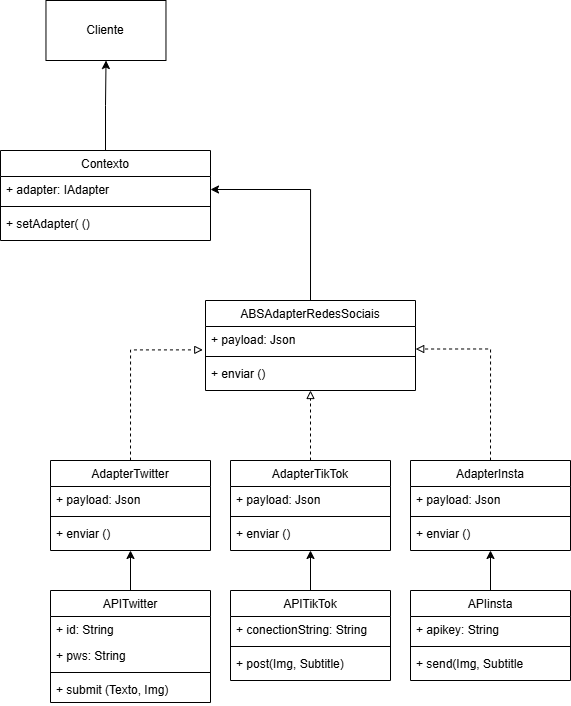 Cliente
Contexto
+ adapter: IAdapter
+ setAdapter( ()
ABSAdapterRedesSociais
+ payload: Json
+ enviar ()
AdapterTwitter
+ payload: Json
+ enviar ()
AdapterTikTok
+ payload: Json
+ enviar ()
AdapterInsta
+ payload: Json
+ enviar ()
APITwitter
+ id: String
+ pws: String
+ submit (Texto, Img)
APITikTok
+ conectionString: String
+ post(Img, Subtitle)
APIinsta
+ apikey: String
+ send(Img, Subtitle